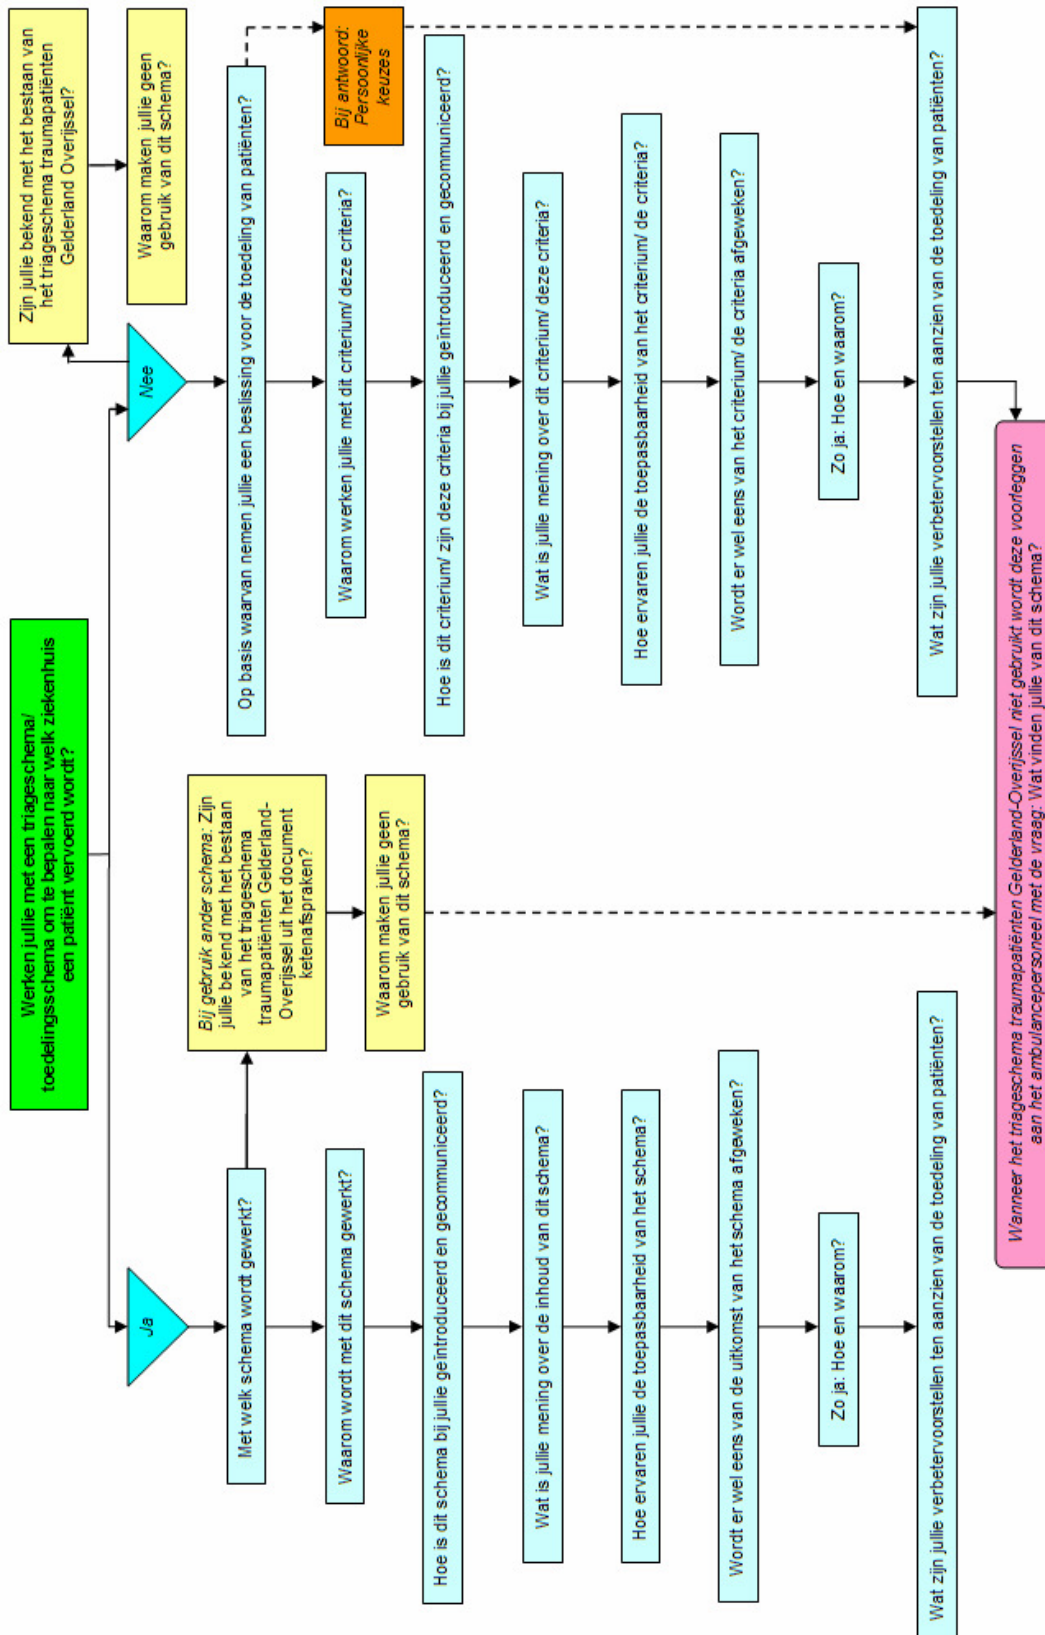 Werken jullie met een triageschema/
toedelingsschema om te bepalen naar welk ziekenhuis
een patiënt vervoerd wordt?
Ja
Met welk schema wordt gewerkt?
Bij gebruik ander schema: Zijn
jullie bekend met het bestaan
van het triageschema
traumapatiënten Gelderland-
Overijssel uit het document
ketenafspraken?
Waarom maken jullie geen
gebruik van dit schema?
Waarom wordt met dit schema gewerkt?
Hoe is dit schema bij jullie geïntroduceerd en gecommuniceerd?
Wat is jullie mening over de inhoud van dit schema?
Hoe ervaren jullie de toepasbaarheid van het schema?
Wordt er wel eens van de uitkomst van het schema afgeweken?
Zo ja: Hoe en waarom?
Wat zijn jullie verbetervoorstellen ten aanzien van de toedeling van patiënten?
Nee
Zijn jullie bekend met het bestaan van
het triageschema traumapatiënten
Gelderland Overijssel?
Waarom maken jullie geen
gebruik van dit schema?
Op basis waarvan nemen jullie een beslissing voor de toedeling van patiënten?
Bij antwoord:
Persoonlijke
keuzes
Waarom werken jullie met dit criterium/ deze criteria?
Hoe is dit criterium/ zijn deze criteria bij jullie geïntroduceerd en gecommuniceerd?
Wat is jullie mening over dit criterium/ deze criteria?
Hoe ervaren jullie de toepasbaarheid van het criterium/ de criteria?
Wordt er wel eens van het criterium/ de criteria afgeweken?
Zo ja: Hoe en waarom?
Wat zijn jullie verbetervoorstellen ten aanzien van de toedeling van patiënten?
Wanneer het triageschema traumapatiënten Gelderland-Overijssel niet gebruikt wordt deze voorleggen
aan het ambulancepersoneel met de vraag: Wat vinden jullie van dit schema?